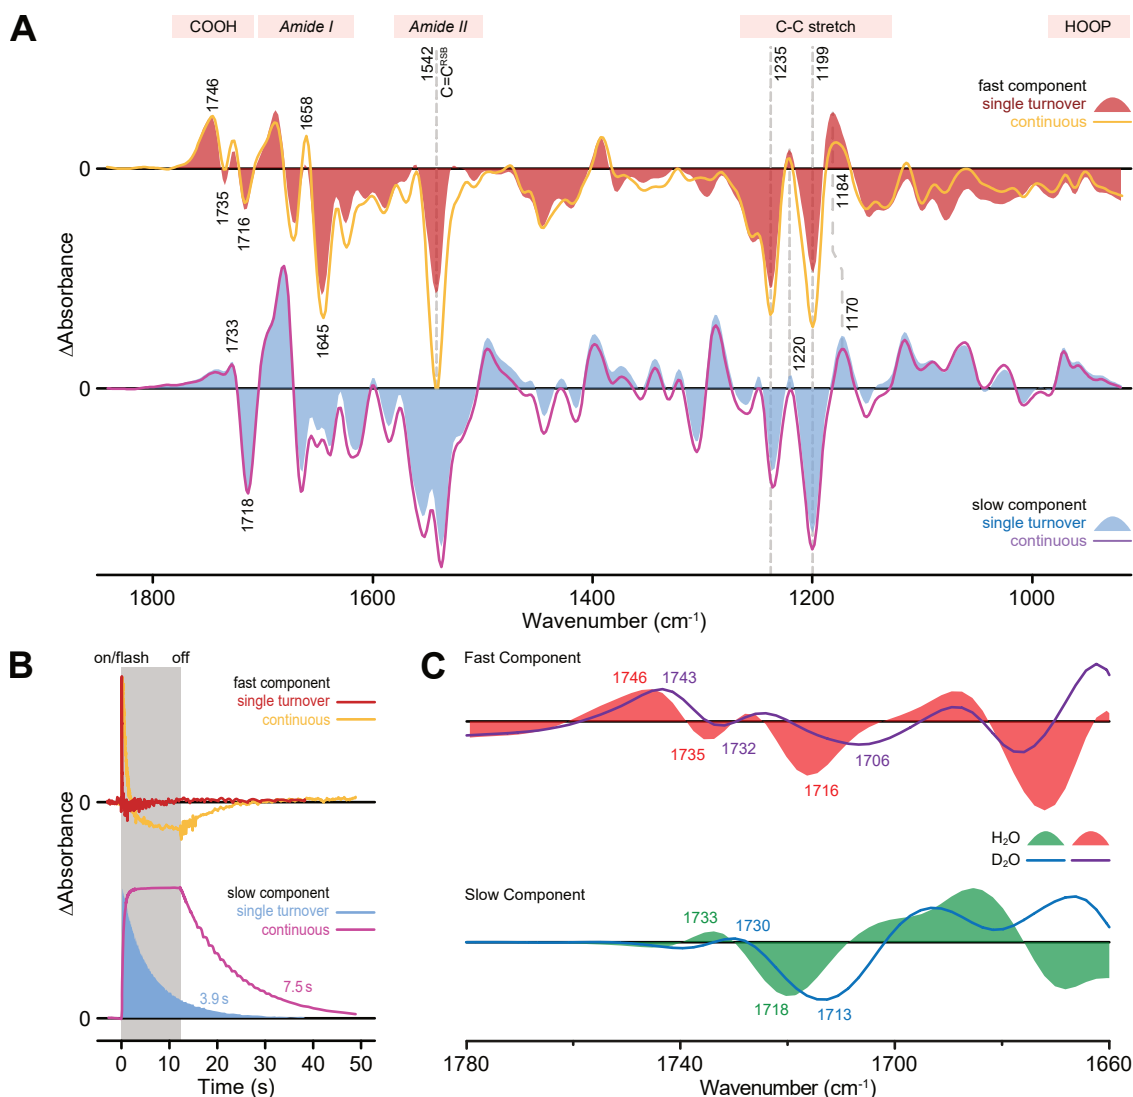 A
COOH
Amide I
Amide II
C-C stretch
HOOP
1746
1735
1716
1658
1645
1542
C=C^RSB
1235
1199
1184
fast component
single turnover
continuous
0
ΔAbsorbance
0
1733
1718
1220
1170
slow component
single turnover
continuous
1800
1600
1400
1200
1000
Wavenumber (cm⁻¹)
B
on/flash
off
fast component
single turnover
continuous
0
ΔAbsorbance
slow component
single turnover
continuous
3.9 s
7.5 s
0
0
10
20
30
40
50
Time (s)
C
Fast Component
1746
1743
1735
1732
1716
1706
H₂O
D₂O
Slow Component
1733
1730
1718
1713
1780
1740
1700
1660
Wavenumber (cm⁻¹)